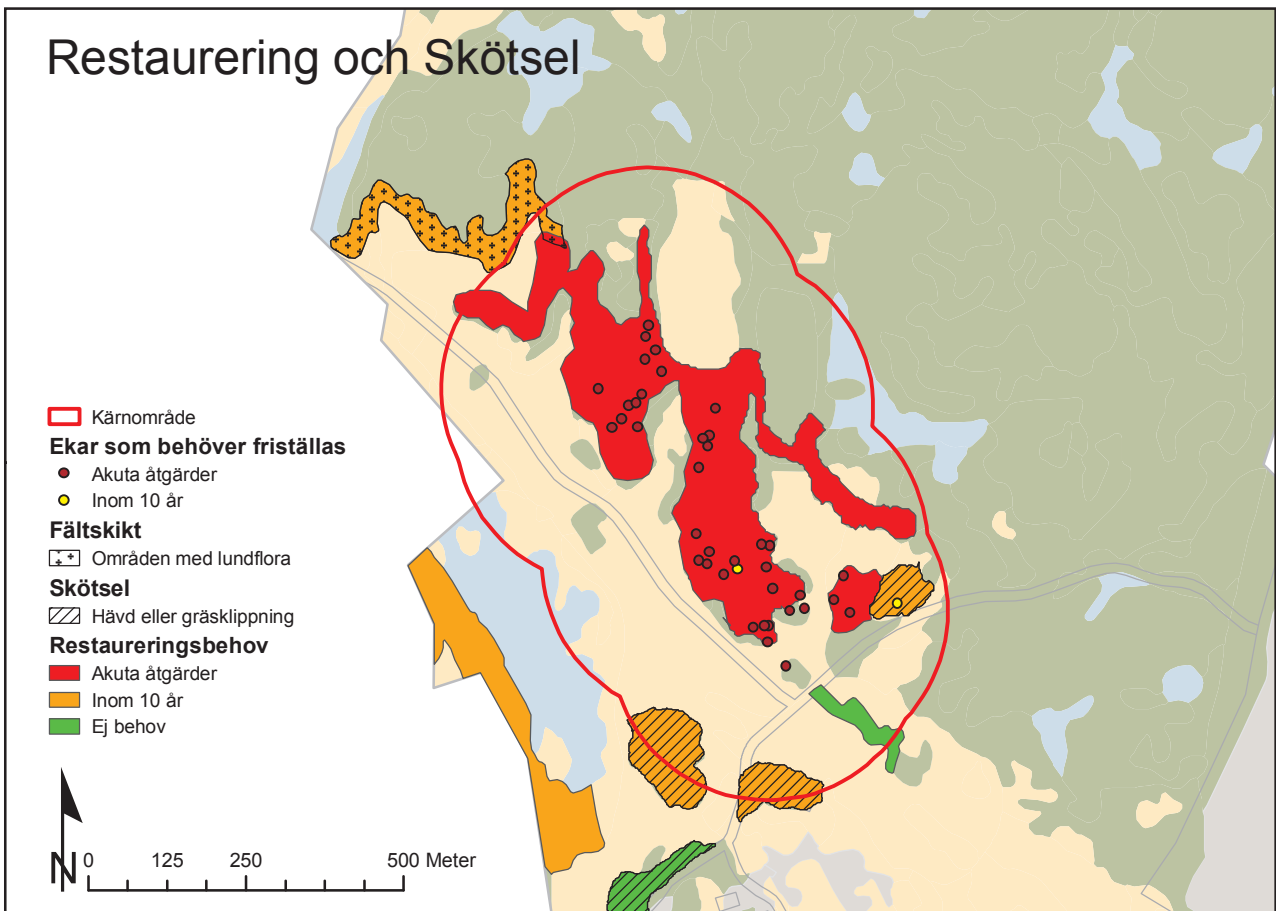 Restaurering och Skötsel
Kärnområde
Ekar som behöver friställas
Akuta åtgärder
Inom 10 år
Fältskikt
Områden med lundflora
Skötsel
Hävd eller gräsklippning
Restaureringsbehov
Akuta åtgärder
Inom 10 år
Ej behov
N
0 125 250 500 Meter